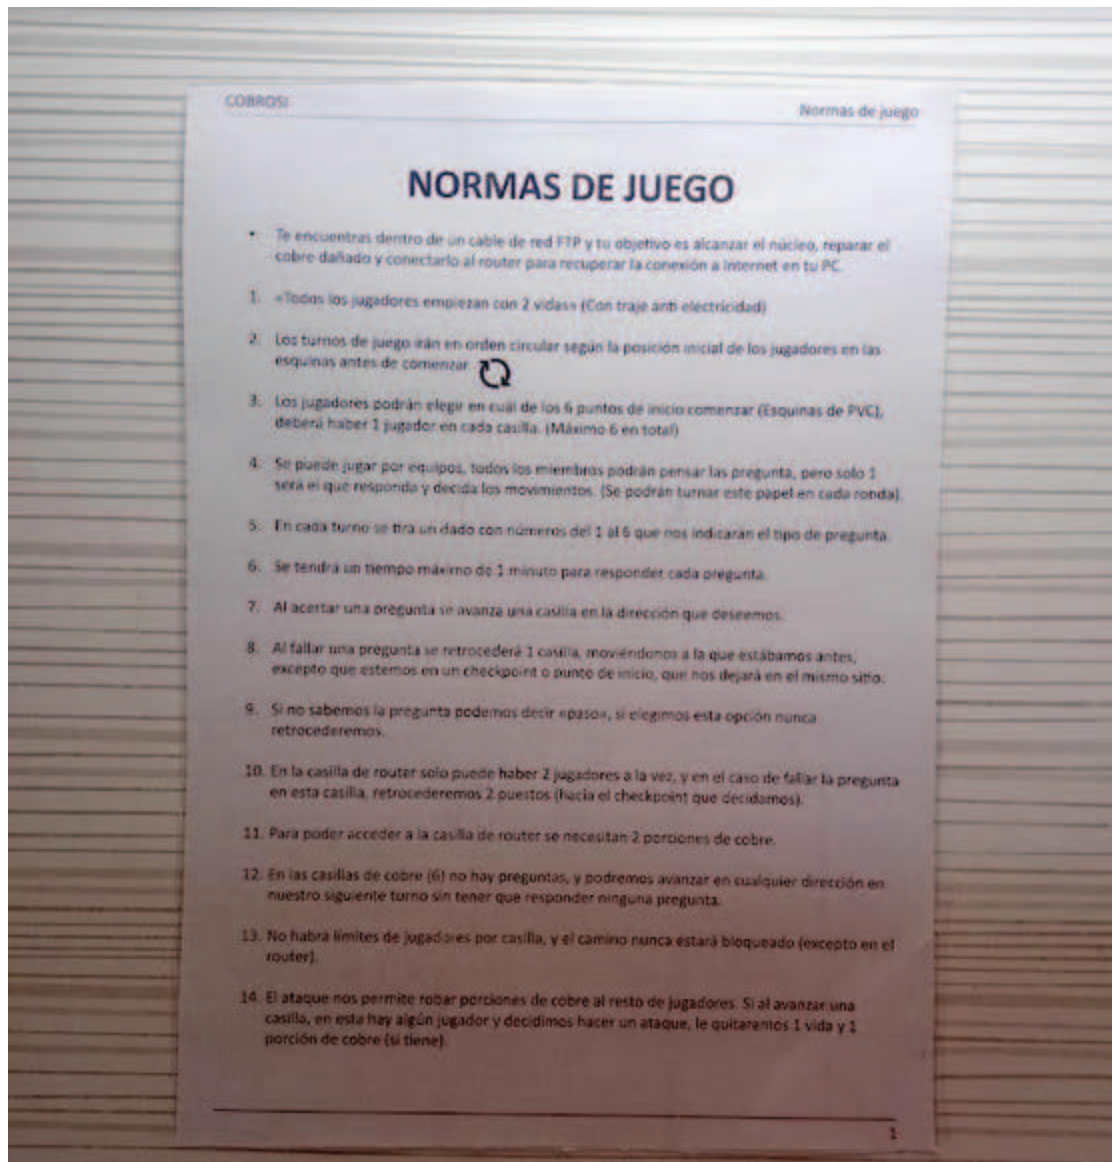 COBROSI
Normas de juego
NORMAS DE JUEGO
• Te encuentras dentro de un cable de red FTP y tu objetivo es alcanzar el núcleo, reparar el
cobre dañado y conectarlo al router para recuperar la conexión a Internet en tu PC.
1. «Todos los jugadores empiezan con 2 vidas» (Con traje anti electricidad)
2. Los turnos de juego irán en orden circular según la posición inicial de los jugadores en las
esquinas antes de comenzar.
3. Los jugadores podrán elegir en cuál de los 6 puntos de inicio comenzar (Esquinas de PVC),
deberá haber 1 jugador en cada casilla. (Máximo 6 en total)
4. Se puede jugar por equipos, todos los miembros podrán pensar las pregunta, pero solo 1
será el que responda y decida los movimientos. (Se podrán turnar este papel en cada ronda).
5. En cada turno se tira un dado con números del 1 al 6 que nos indicarán el tipo de pregunta.
6. Se tendrá un tiempo máximo de 1 minuto para responder cada pregunta.
7. Al acertar una pregunta se avanza una casilla en la dirección que deseemos.
8. Al fallar una pregunta se retrocederá 1 casilla, moviéndonos a la que estábamos antes,
excepto que estemos en un checkpoint o punto de inicio, que nos dejará en el mismo sitio.
9. Si no sabemos la pregunta podemos decir «paso», si elegimos esta opción nunca
retrocederemos.
10. En la casilla de router solo puede haber 2 jugadores a la vez, y en el caso de fallar la pregunta
en esta casilla, retrocederemos 2 puestos (hacia el checkpoint que decidamos).
11. Para poder acceder a la casilla de router se necesitan 2 porciones de cobre.
12. En las casillas de cobre (6) no hay preguntas, y podremos avanzar en cualquier dirección en
nuestro siguiente turno sin tener que responder ninguna pregunta.
13. No habrá límites de jugadores por casilla, y el camino nunca estará bloqueado (excepto en el
router).
14. El ataque nos permite robar porciones de cobre al resto de jugadores. Si al avanzar una
casilla, en esta hay algún jugador y decidimos hacer un ataque, le quitaremos 1 vida y 1
porción de cobre (si tiene).
1